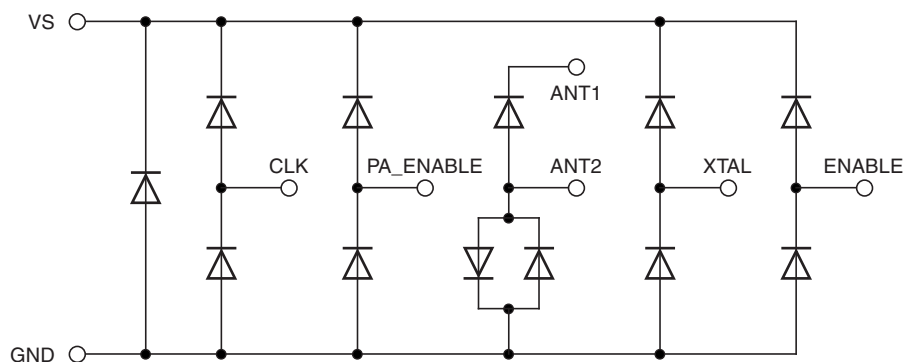 VS
ANT1
CLK
PA_ENABLE
ANT2
XTAL
ENABLE
GND